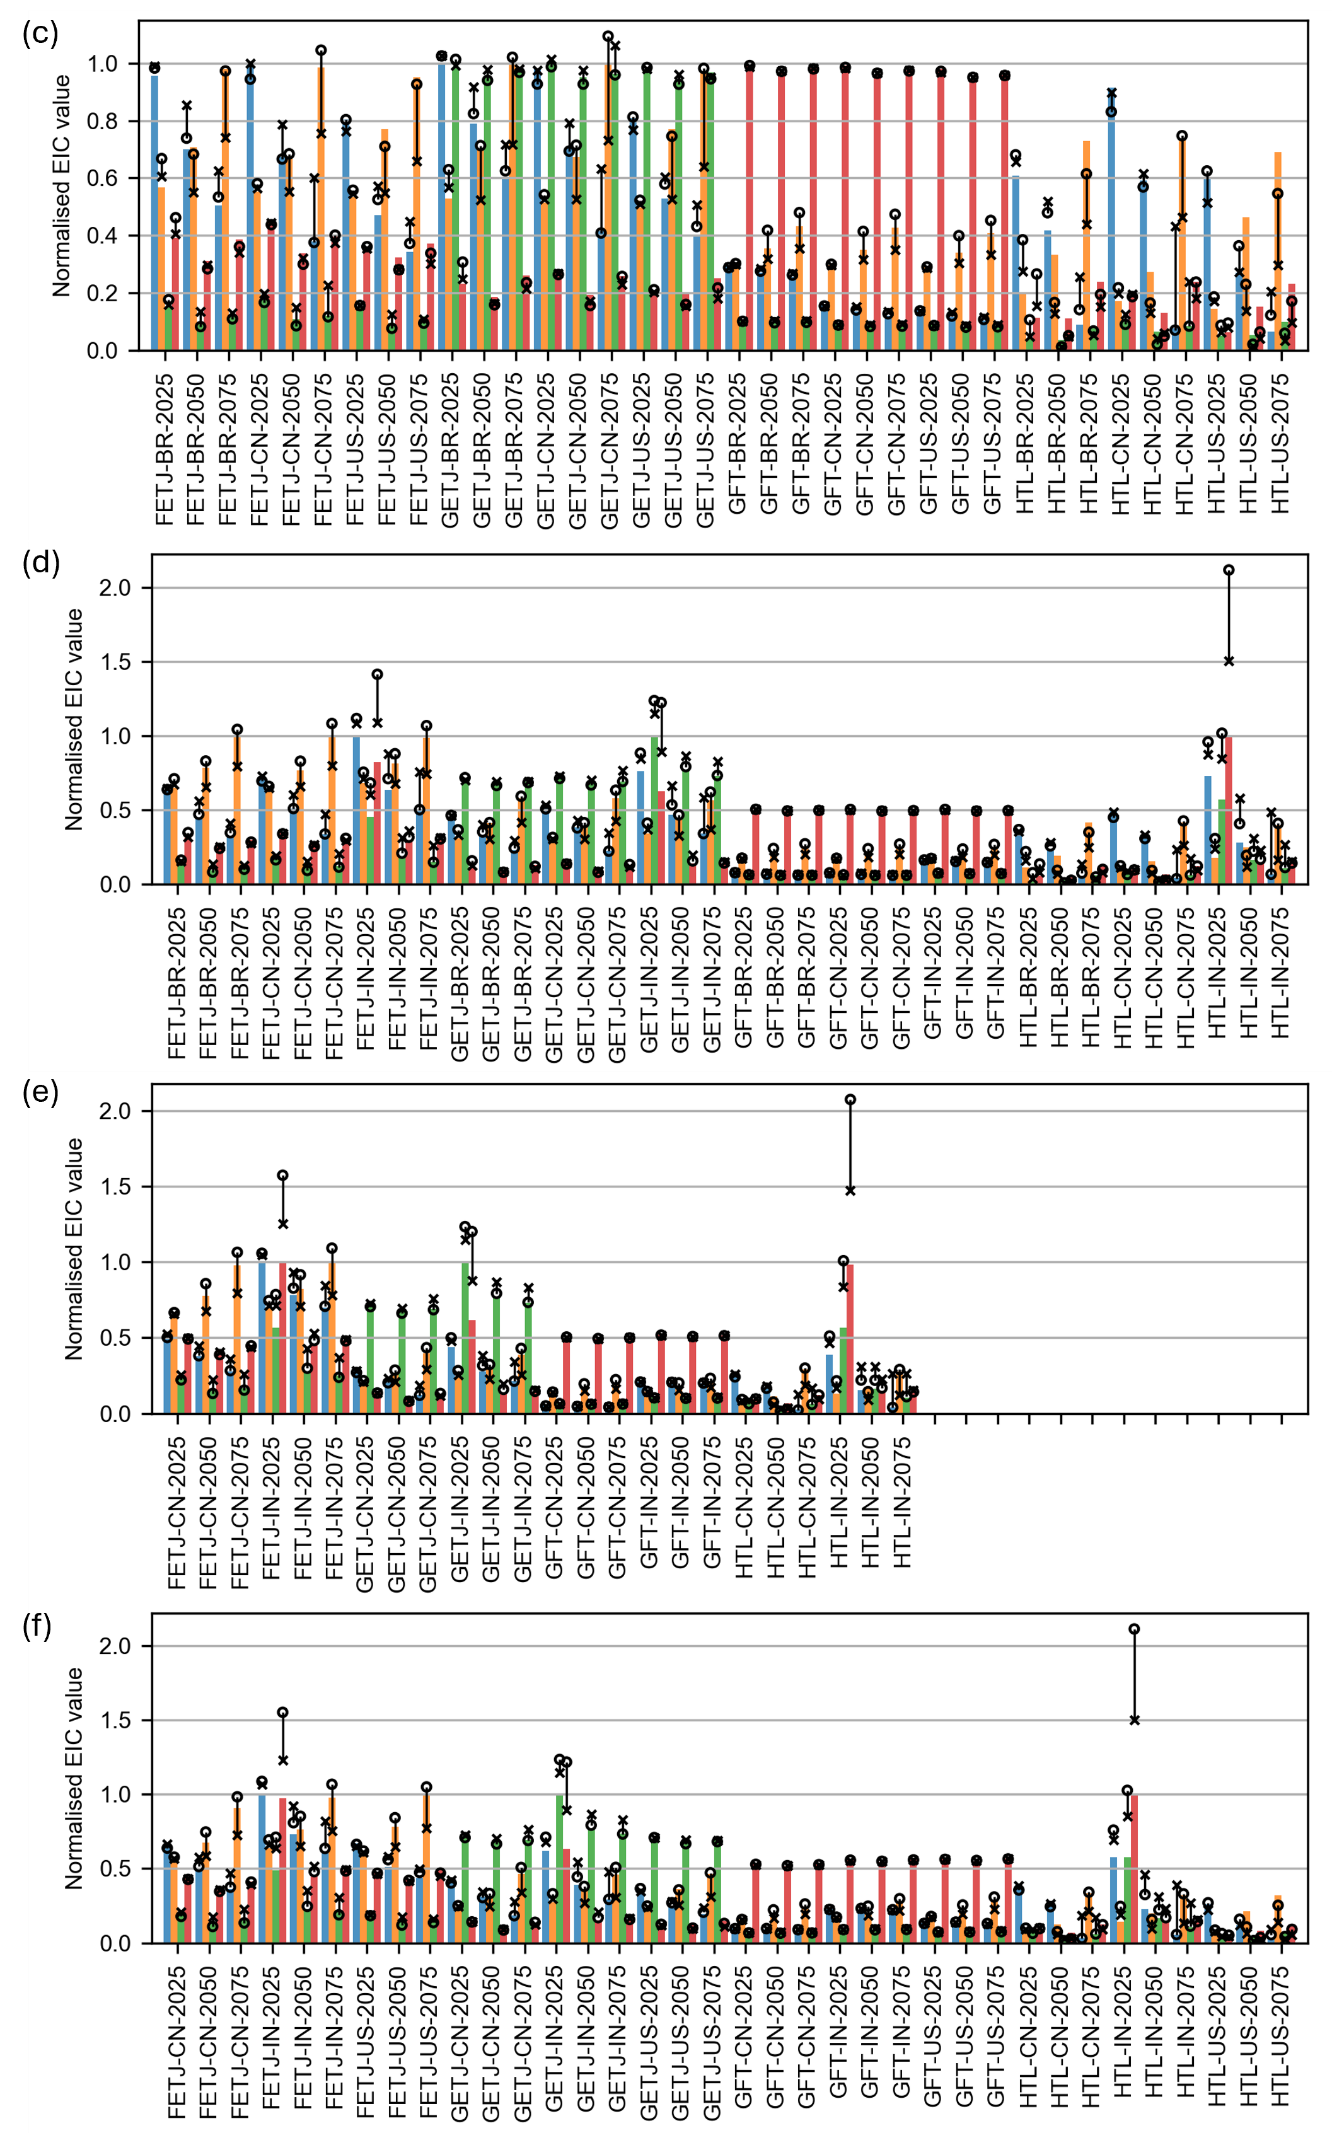 (c)
Normalised EIC value
1.0
0.8
0.6
0.4
0.2
0.0
FETJ-BR-2025
FETJ-BR-2050
FETJ-BR-2075
FETJ-CN-2025
FETJ-CN-2050
FETJ-CN-2075
FETJ-US-2025
FETJ-US-2050
FETJ-US-2075
GETJ-BR-2025
GETJ-BR-2050
GETJ-BR-2075
GETJ-CN-2025
GETJ-CN-2050
GETJ-CN-2075
GETJ-US-2025
GETJ-US-2050
GETJ-US-2075
GFT-BR-2025
GFT-BR-2050
GFT-BR-2075
GFT-CN-2025
GFT-CN-2050
GFT-CN-2075
GFT-US-2025
GFT-US-2050
GFT-US-2075
HTL-BR-2025
HTL-BR-2050
HTL-BR-2075
HTL-CN-2025
HTL-CN-2050
HTL-CN-2075
HTL-US-2025
HTL-US-2050
HTL-US-2075
(d)
Normalised EIC value
2.0
1.5
1.0
0.5
0.0
FETJ-BR-2025
FETJ-BR-2050
FETJ-BR-2075
FETJ-CN-2025
FETJ-CN-2050
FETJ-CN-2075
FETJ-IN-2025
FETJ-IN-2050
FETJ-IN-2075
GETJ-BR-2025
GETJ-BR-2050
GETJ-BR-2075
GETJ-CN-2025
GETJ-CN-2050
GETJ-CN-2075
GETJ-IN-2025
GETJ-IN-2050
GETJ-IN-2075
GFT-BR-2025
GFT-BR-2050
GFT-BR-2075
GFT-CN-2025
GFT-CN-2050
GFT-CN-2075
GFT-IN-2025
GFT-IN-2050
GFT-IN-2075
HTL-BR-2025
HTL-BR-2050
HTL-BR-2075
HTL-CN-2025
HTL-CN-2050
HTL-CN-2075
HTL-IN-2025
HTL-IN-2050
HTL-IN-2075
(e)
Normalised EIC value
2.0
1.5
1.0
0.5
0.0
FETJ-CN-2025
FETJ-CN-2050
FETJ-CN-2075
FETJ-IN-2025
FETJ-IN-2050
FETJ-IN-2075
GETJ-CN-2025
GETJ-CN-2050
GETJ-CN-2075
GETJ-IN-2025
GETJ-IN-2050
GETJ-IN-2075
GFT-CN-2025
GFT-CN-2050
GFT-CN-2075
GFT-IN-2025
GFT-IN-2050
GFT-IN-2075
HTL-CN-2025
HTL-CN-2050
HTL-CN-2075
HTL-IN-2025
HTL-IN-2050
HTL-IN-2075
(f)
Normalised EIC value
2.0
1.5
1.0
0.5
0.0
FETJ-CN-2025
FETJ-CN-2050
FETJ-CN-2075
FETJ-IN-2025
FETJ-IN-2050
FETJ-IN-2075
FETJ-US-2025
FETJ-US-2050
FETJ-US-2075
GETJ-CN-2025
GETJ-CN-2050
GETJ-CN-2075
GETJ-IN-2025
GETJ-IN-2050
GETJ-IN-2075
GETJ-US-2025
GETJ-US-2050
GETJ-US-2075
GFT-CN-2025
GFT-CN-2050
GFT-CN-2075
GFT-IN-2025
GFT-IN-2050
GFT-IN-2075
GFT-US-2025
GFT-US-2050
GFT-US-2075
HTL-CN-2025
HTL-CN-2050
HTL-CN-2075
HTL-IN-2025
HTL-IN-2050
HTL-IN-2075
HTL-US-2025
HTL-US-2050
HTL-US-2075